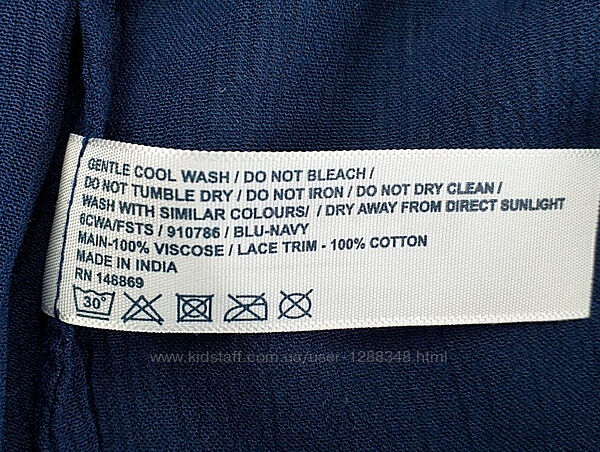 GENTLE COOL WASH / DO NOT BLEACH /
DO NOT TUMBLE DRY / DO NOT IRON / DO NOT DRY CLEAN /
WASH WITH SIMILAR COLOURS/ / DRY AWAY FROM DIRECT SUNLIGHT
6CWA/FSTS / 910786 / BLU-NAVY
MAIN-100% VISCOSE / LACE TRIM - 100% COTTON
MADE IN INDIA
RN 148869
30°
www.kidstaff.com.ua/user-1288348.html